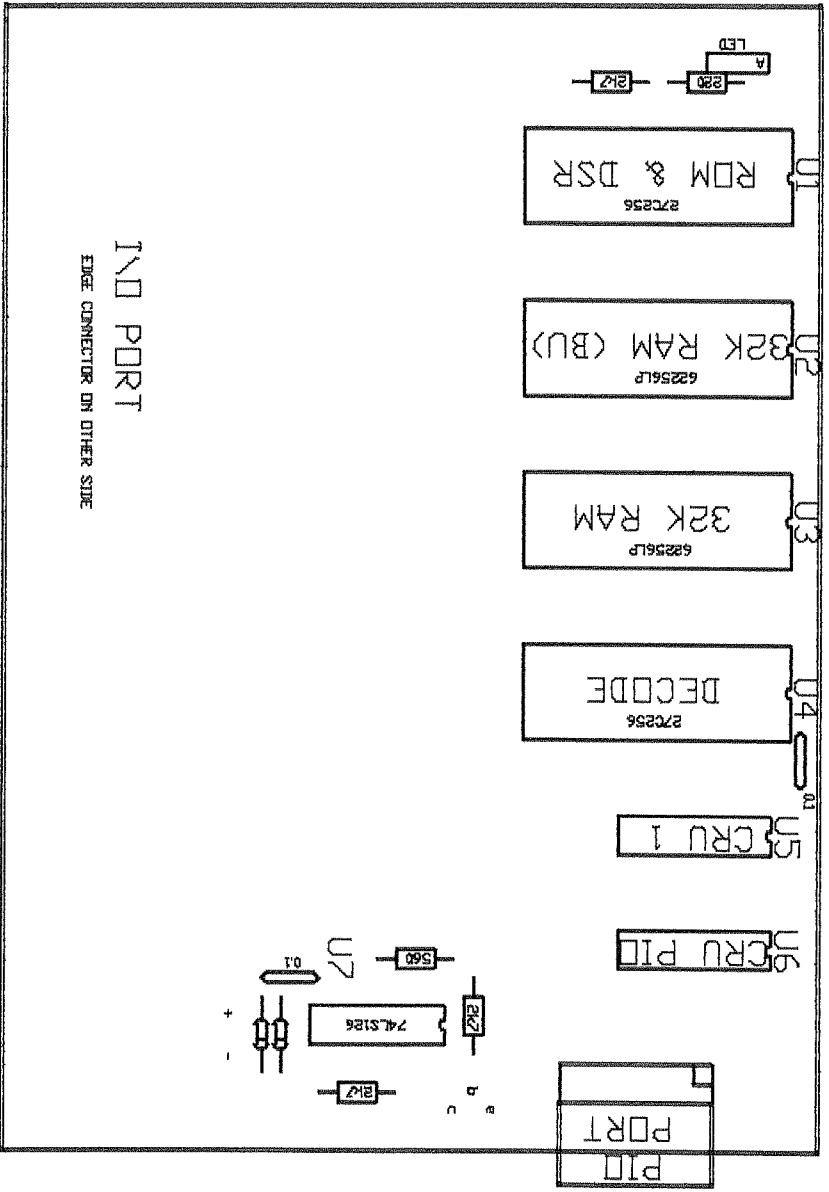 LED
A
2k7
220
U1
ROM & DSR
27C256
U2
32K RAM (BU)
62256LP
U3
32K RAM
62256LP
U4
DECODE
27C256
0.1
U5
CRU 1
U6
CRU PIO
I/O PORT
EDGE CONNECTOR ON OTHER SIDE
U7
0.1
560
+
-
74LS126
2k7
2k7
b
e c
PIO
PORT